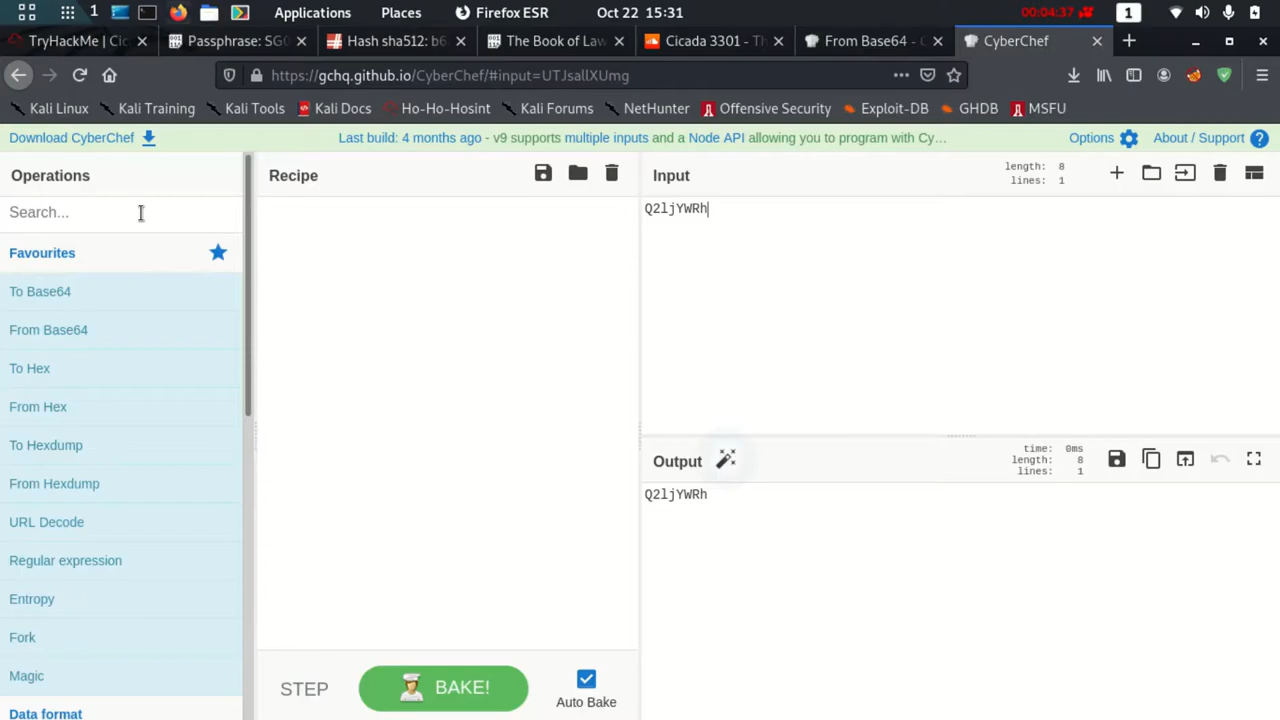 Applications Places Firefox ESR Oct 22 15:31 00:04:37 1
1
TryHackMe | Cic Passphrase: SG0 Hash sha512: b6 The Book of Law Cicada 3301 - Th From Base64 - C CyberChef
https://gchq.github.io/CyberChef/#input=UTJsallXUmg
Kali Linux Kali Training Kali Tools Kali Docs Ho-Ho-Hosint Kali Forums NetHunter Offensive Security Exploit-DB GHDB MSFU
Download CyberChef Last build: 4 months ago - v9 supports multiple inputs and a Node API allowing you to program with Cy… Options About / Support
Operations
Search...
Favourites
To Base64
From Base64
To Hex
From Hex
To Hexdump
From Hexdump
URL Decode
Regular expression
Entropy
Fork
Magic
Data format
Recipe
STEP
BAKE!
Auto Bake
Input
length: 8
lines: 1
Q2ljYWRh
Output
time: 0ms
length: 8
lines: 1
Q2ljYWRh